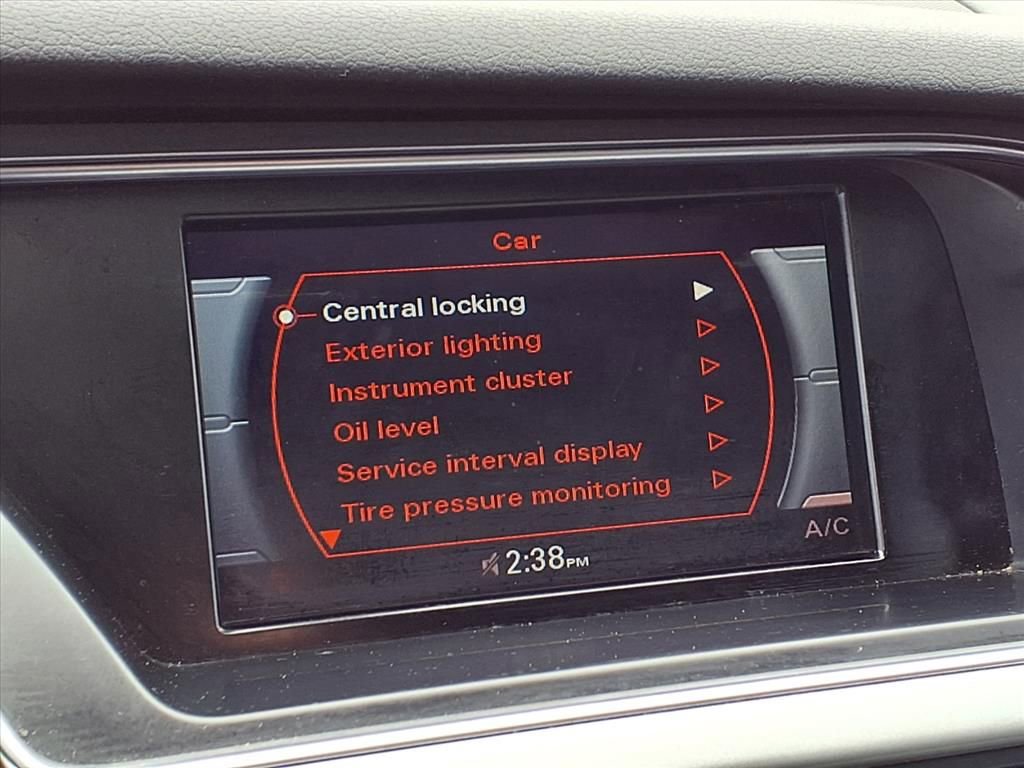 Car
Central locking
Exterior lighting
Instrument cluster
Oil level
Service interval display
Tire pressure monitoring
A/C
2:38PM